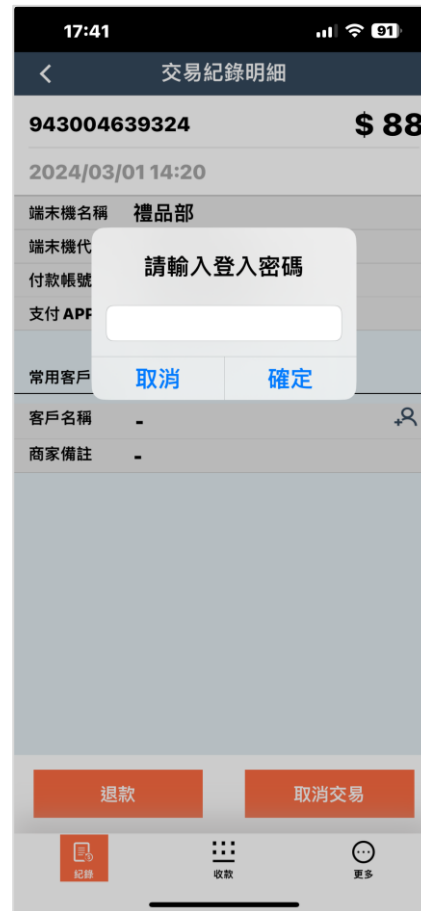 17:41 91
交易紀錄明細
943004639324 $ 88
2024/03/01 14:20
端末機名稱 禮品部
端末機代
付款帳號
支付 APP
請輸入登入密碼
取消 確定
常用客戶
客戶名稱 -
商家備註 -
退款 取消交易
紀錄 收款 更多